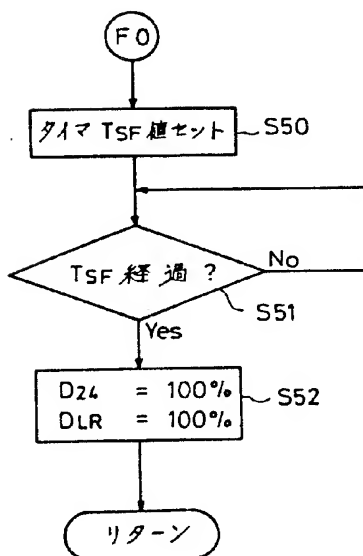 F0
タイマ TSF 値セット
S50
TSF 経過 ?
No
S51
Yes
D24 = 100%
DLR = 100%
S52
リターン